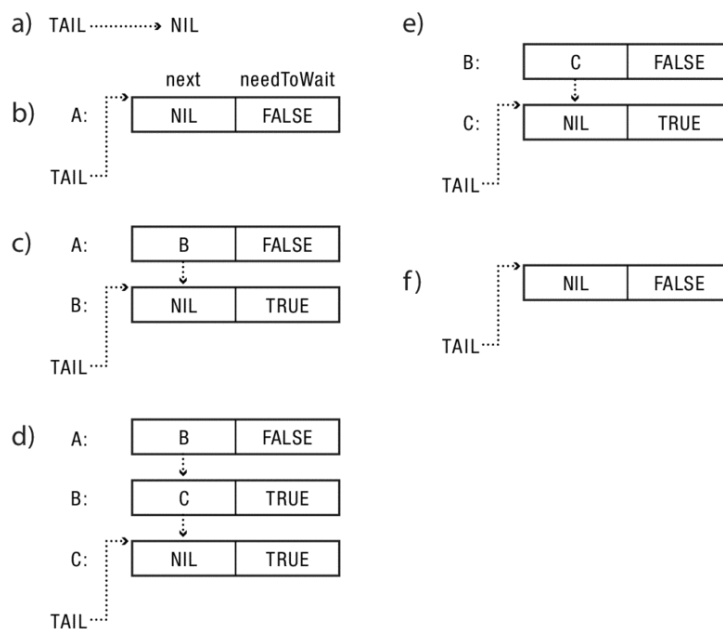 a) TAIL NIL
next needToWait
b) A: NIL FALSE
TAIL
c) A: B FALSE
B: NIL TRUE
TAIL
d) A: B FALSE
B: C TRUE
C: NIL TRUE
TAIL
e)
B: C FALSE
C: NIL TRUE
TAIL
f) NIL FALSE
TAIL